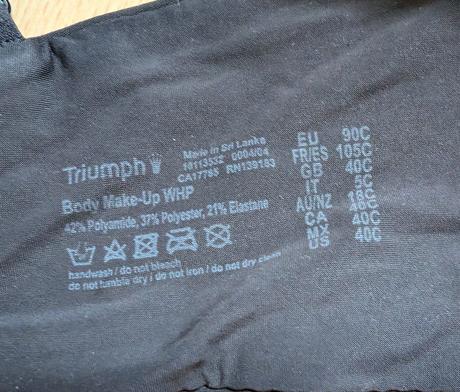 Triumph
Made in Sri Lanka
10113532 0004/04
CA17765 RN139183
Body Make-Up WHP
42% Polyamide, 37% Polyester, 21% Elastane
handwash / do not bleach
do not tumble dry / do not iron / do not dry clean
EU 90C
FR/ES 105C
GB 40C
IT 5C
AU/NZ 18C
CA 40C
MX 40C
US